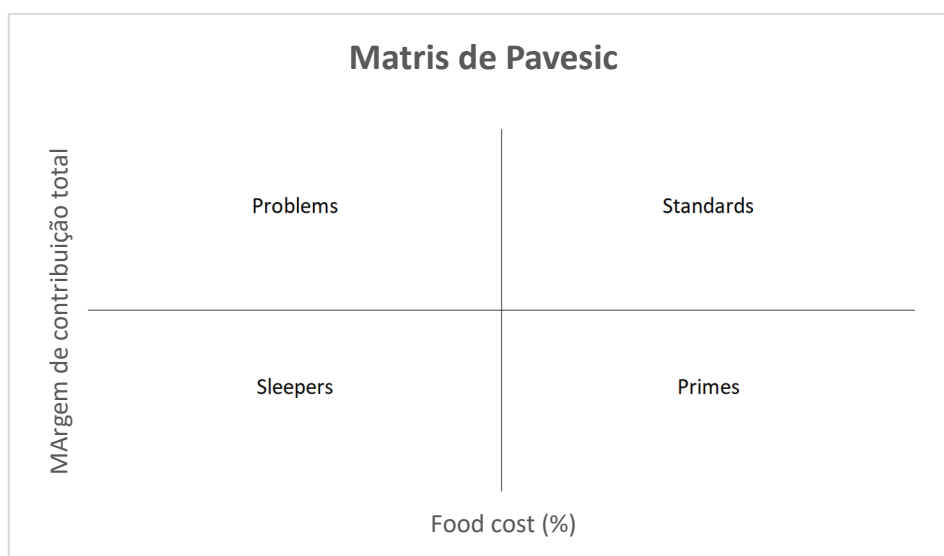 Matris de Pavesic
MArgem de contribuição total
Problems
Standards
Sleepers
Primes
Food cost (%)